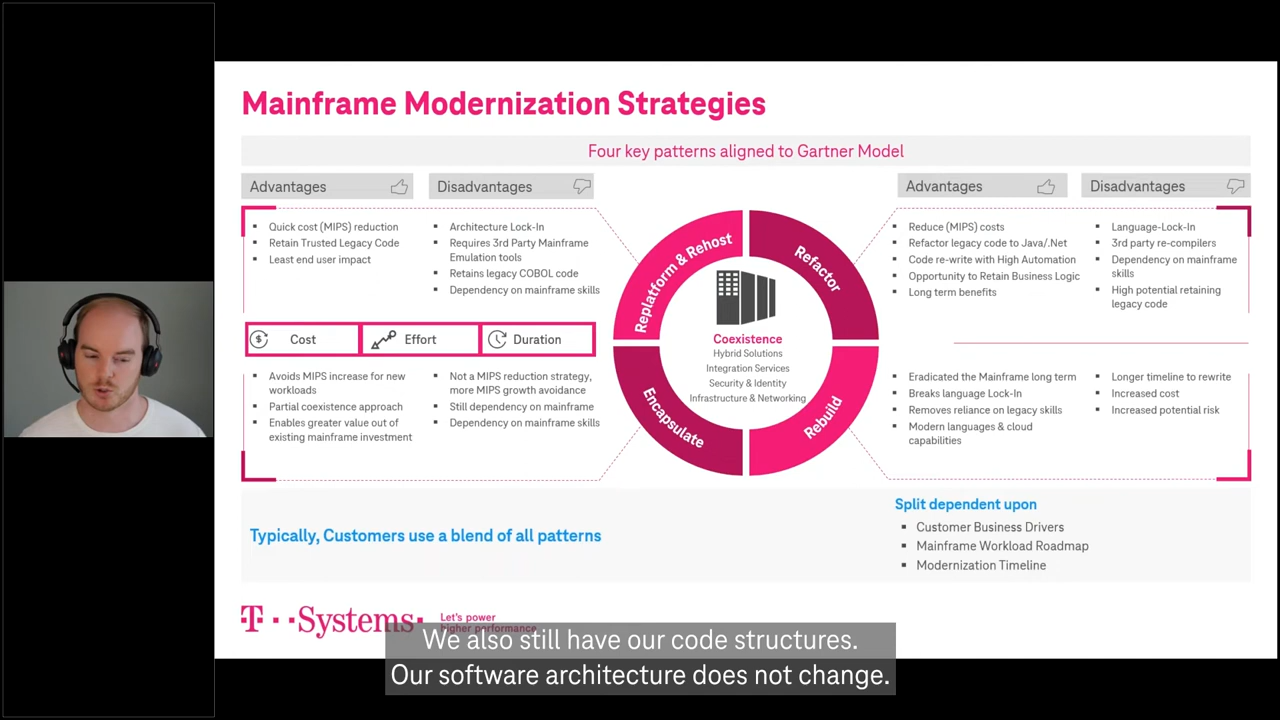 Mainframe Modernization Strategies
Four key patterns aligned to Gartner Model
Advantages
Disadvantages
▪ Quick cost (MIPS) reduction
▪ Retain Trusted Legacy Code
▪ Least end user impact
▪ Architecture Lock-In
▪ Requires 3rd Party Mainframe
Emulation tools
▪ Retains legacy COBOL code
▪ Dependency on mainframe skills
Cost
Effort
Duration
▪ Avoids MIPS increase for new
workloads
▪ Partial coexistence approach
▪ Enables greater value out of
existing mainframe investment
▪ Not a MIPS reduction strategy,
more MIPS growth avoidance
▪ Still dependency on mainframe
▪ Dependency on mainframe skills
Replatform & Rehost
Refactor
Encapsulate
Rebuild
Coexistence
Hybrid Solutions
Integration Services
Security & Identity
Infrastructure & Networking
Advantages
Disadvantages
▪ Reduce (MIPS) costs
▪ Refactor legacy code to Java/.Net
▪ Code re-write with High Automation
▪ Opportunity to Retain Business Logic
▪ Long term benefits
▪ Language-Lock-In
▪ 3rd party re-compilers
▪ Dependency on mainframe
skills
▪ High potential retaining
legacy code
▪ Eradicated the Mainframe long term
▪ Breaks language Lock-In
▪ Removes reliance on legacy skills
▪ Modern languages & cloud
capabilities
▪ Longer timeline to rewrite
▪ Increased cost
▪ Increased potential risk
Typically, Customers use a blend of all patterns
Split dependent upon
▪ Customer Business Drivers
▪ Mainframe Workload Roadmap
▪ Modernization Timeline
T··Systems·
Let's power
higher performance
We also still have our code structures.
Our software architecture does not change.